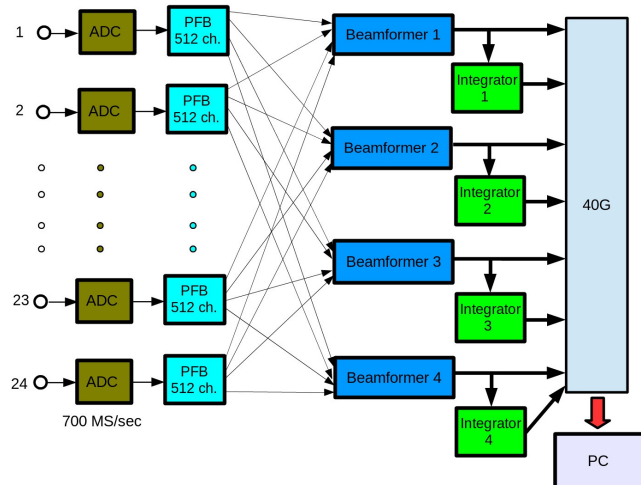 1
ADC
PFB
512 ch.
Beamformer 1
Integrator
1
2
ADC
PFB
512 ch.
Beamformer 2
Integrator
2
40G
23
ADC
PFB
512 ch.
Beamformer 3
Integrator
3
24
ADC
PFB
512 ch.
Beamformer 4
700 MS/sec
Integrator
4
PC